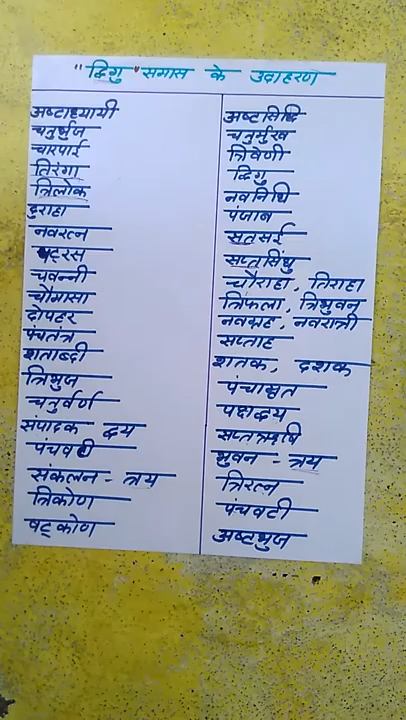 "द्विगु" समास के उदाहरण
अष्टाध्यायी
चतुर्भुज
चारपाई
तिरंगा
त्रिलोक
दुराहा
नवरत्न
षट्रस
चवन्नी
चौमासा
दोपहर
पंचतंत्र
शताब्दी
त्रिभुज
चतुर्वर्ण
संपादक द्वय
पंचवटी
संकलन - त्रय
त्रिकोण
षट्कोण
अष्टसिद्धि
चतुर्मुख
त्रिवेणी
द्विगु
नवनिधि
पंजाब
सतसई
सप्तसिंधु
चौराहा, तिराहा
त्रिफला, त्रिभुवन
नवग्रह, नवरात्री
सप्ताह
शतक, दशक
पंचामृत
पक्षद्वय
सप्तऋषि
भुवन - त्रय
त्रिरत्न
पंचवटी
अष्टभुज